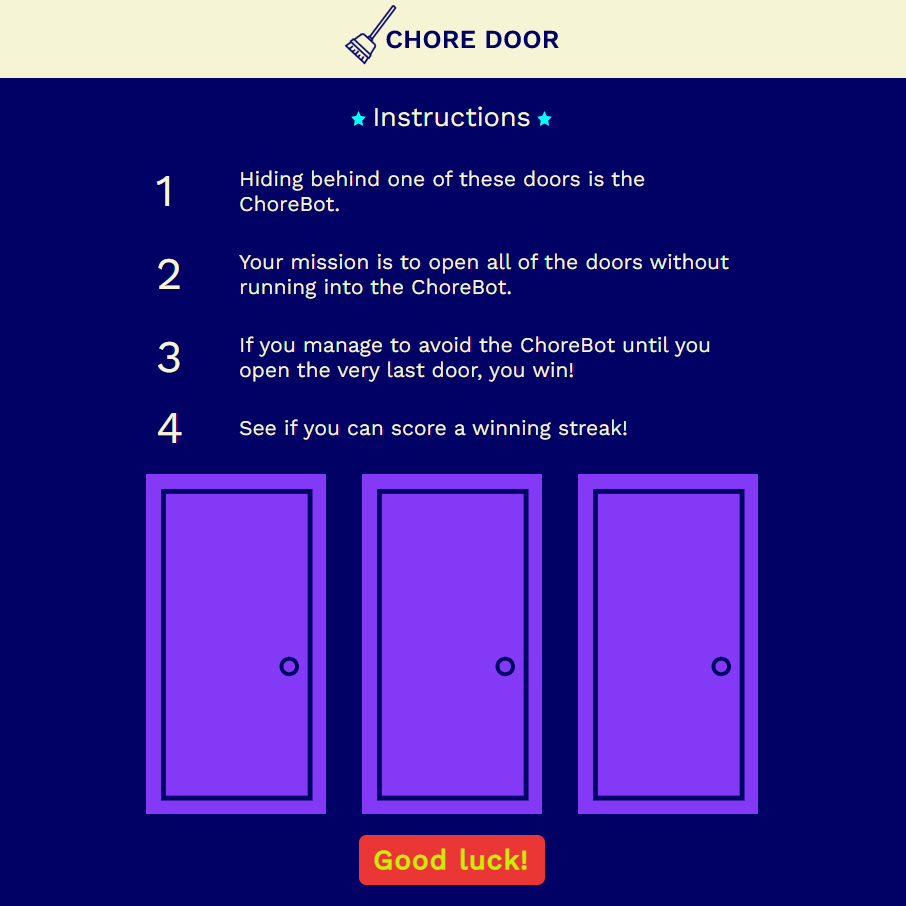 CHORE DOOR
Instructions
1
Hiding behind one of these doors is the
ChoreBot.
2
Your mission is to open all of the doors without
running into the ChoreBot.
3
If you manage to avoid the ChoreBot until you
open the very last door, you win!
4
See if you can score a winning streak!
Good luck!